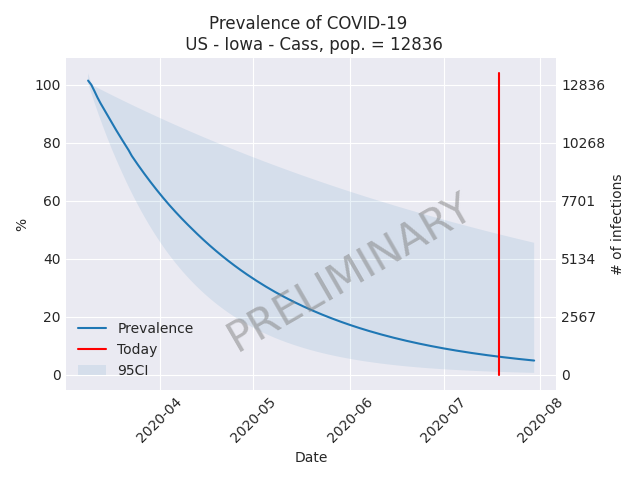 Prevalence of COVID-19
US - Iowa - Cass, pop. = 12836
100
80
60
40
20
0
%
12836
10268
7701
5134
2567
0
# of infections
PRELIMINARY
Prevalence
Today
95CI
2020-04
2020-05
2020-06
2020-07
2020-08
Date